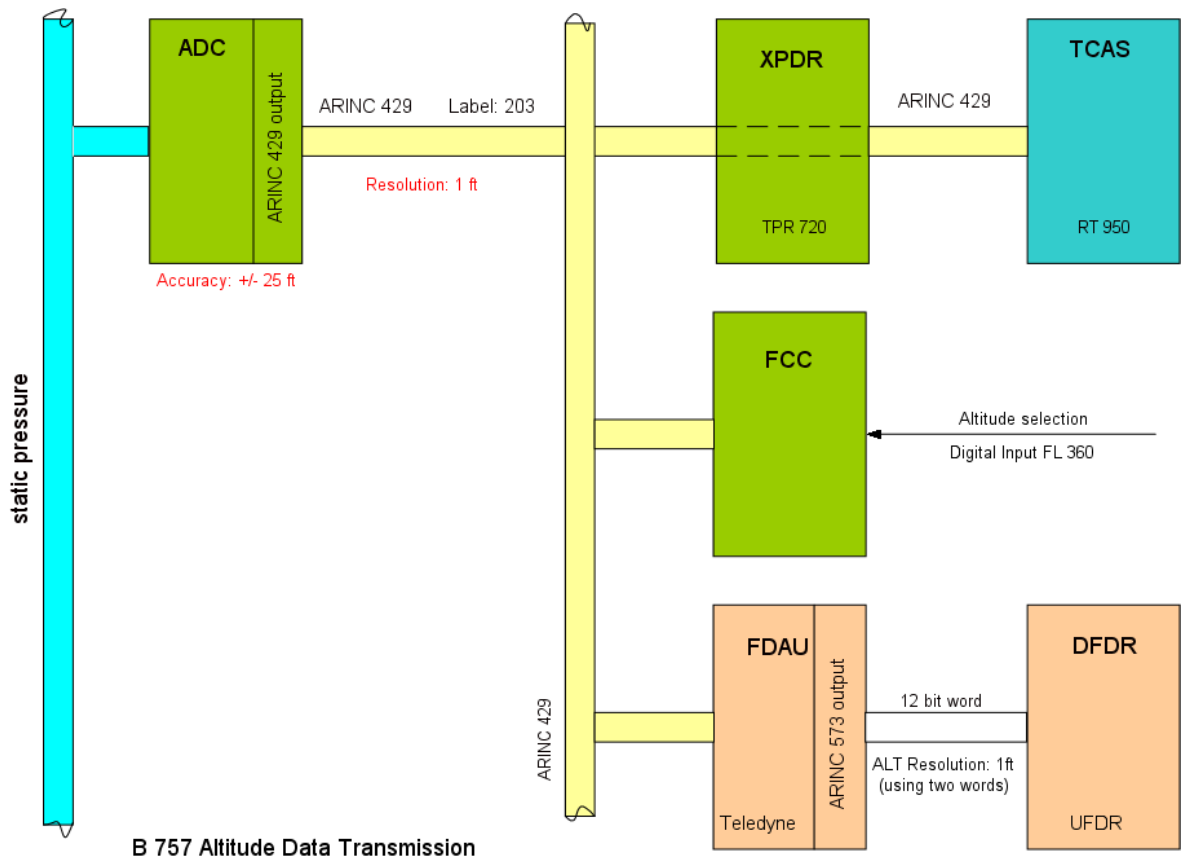 ADC
ARINC 429 output
Accuracy: +/- 25 ft
ARINC 429 Label: 203
Resolution: 1 ft
XPDR
TPR 720
ARINC 429
TCAS
RT 950
static pressure
FCC
Altitude selection
Digital Input FL 360
ARINC 429
FDAU
ARINC 573 output
Teledyne
12 bit word
ALT Resolution: 1ft
(using two words)
DFDR
UFDR
B 757 Altitude Data Transmission